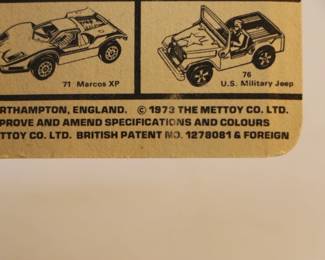 71 Marcos XP
76
U.S. Military Jeep
RTHAMPTON, ENGLAND. © 1973 THE METTOY CO. LTD.
PROVE AND AMEND SPECIFICATIONS AND COLOURS
TTOY CO. LTD. BRITISH PATENT NO. 1278081 & FOREIGN